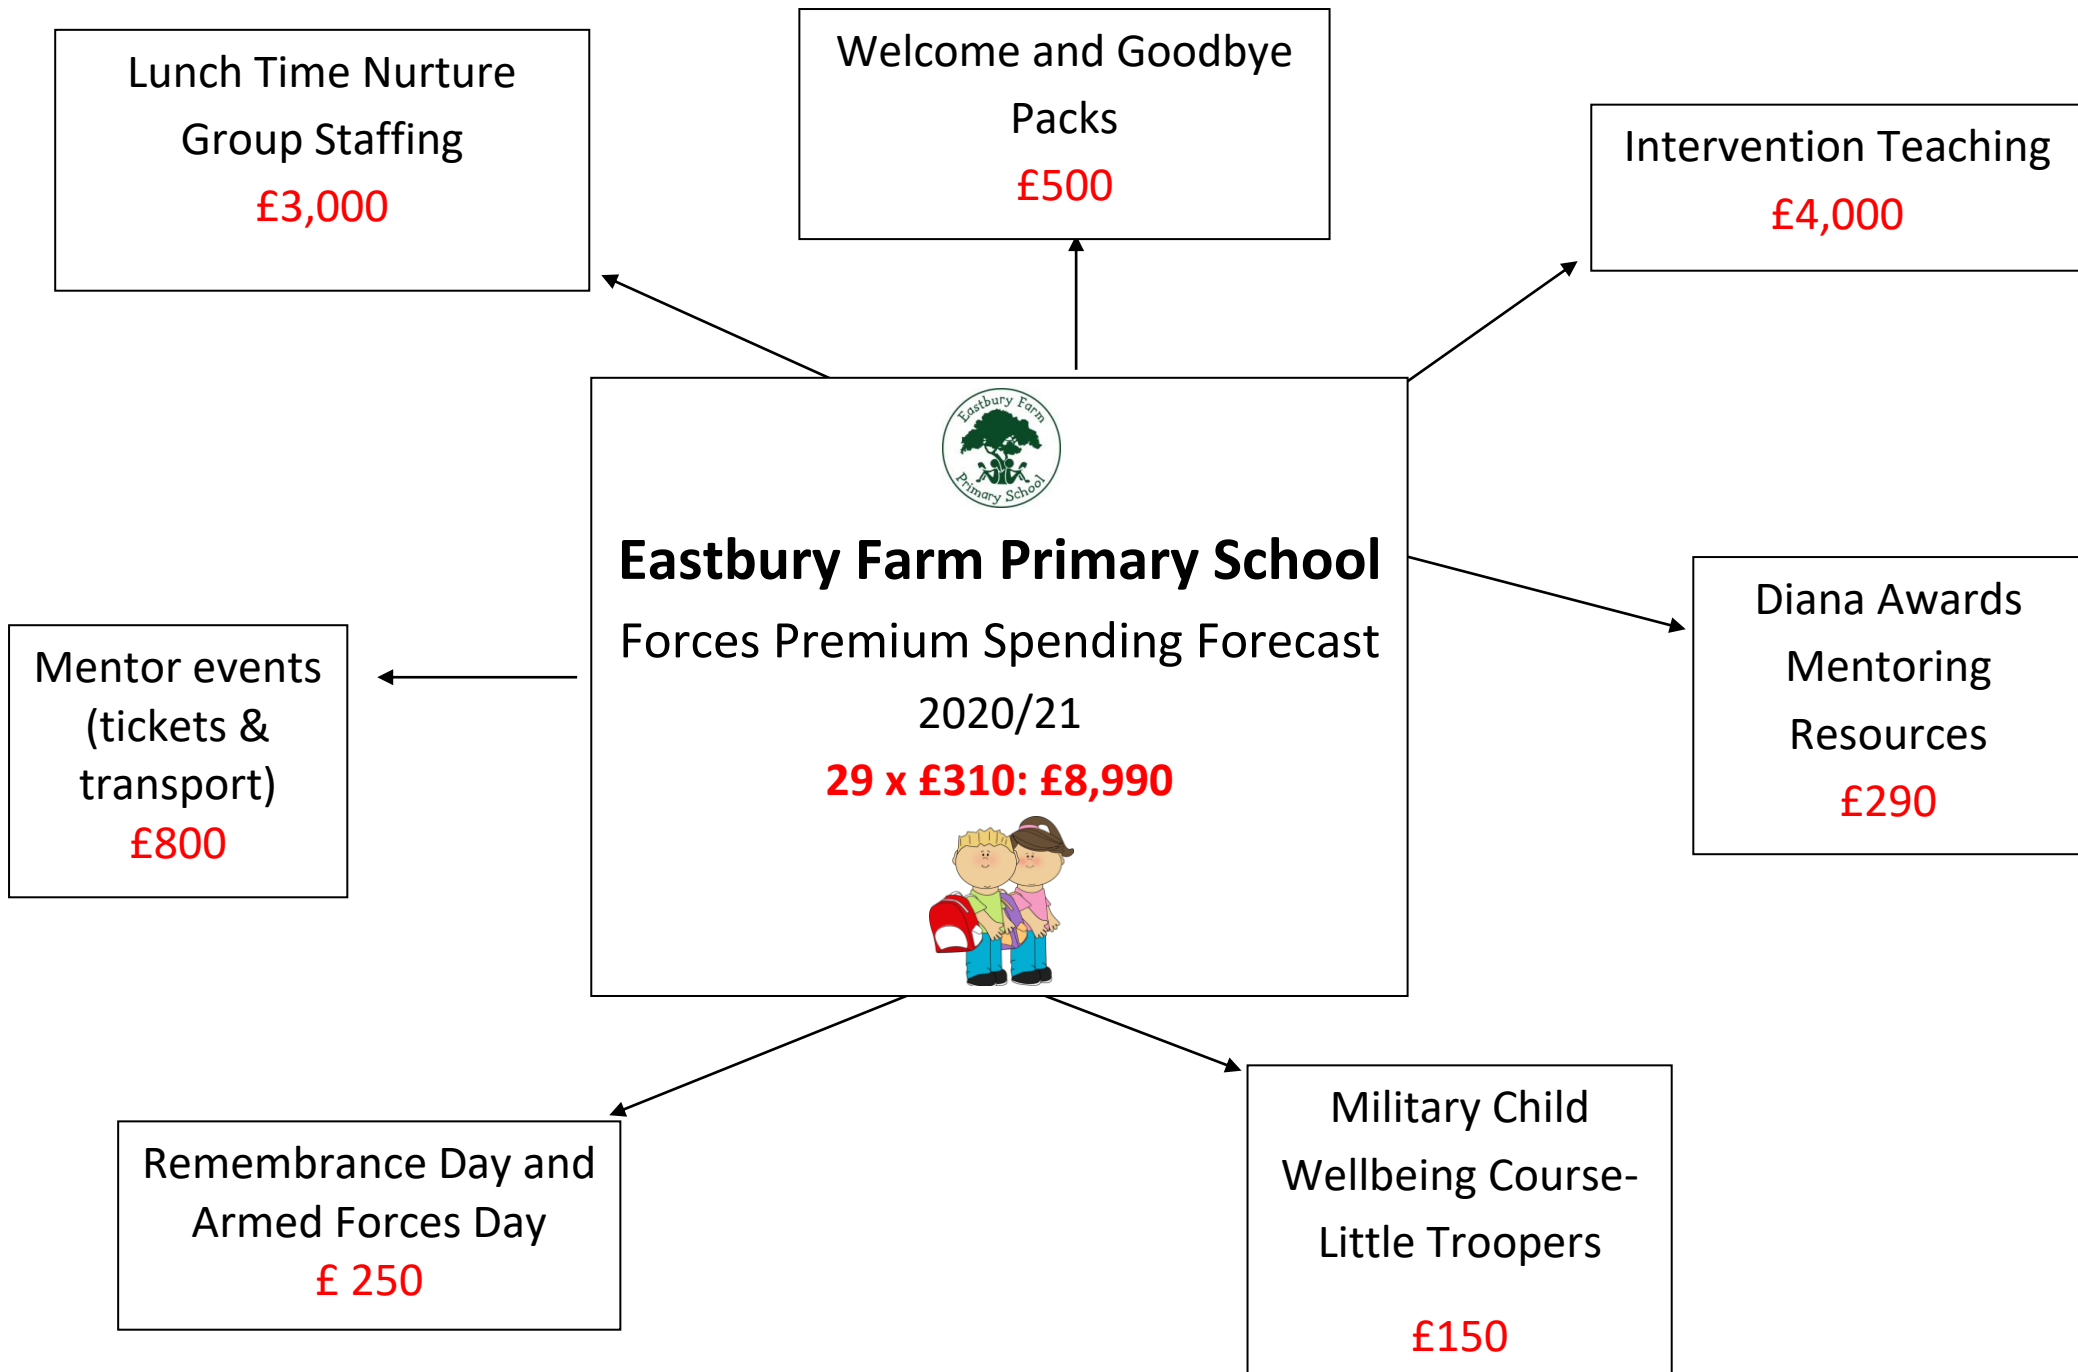 Lunch Time Nurture
Group Staffing
£3,000
Welcome and Goodbye
Packs
£500
Intervention Teaching
£4,000
Eastbury Farm
Primary School
Eastbury Farm Primary School
Forces Premium Spending Forecast
2020/21
29 x £310: £8,990
Mentor events
(tickets &
transport)
£800
Diana Awards
Mentoring
Resources
£290
Remembrance Day and
Armed Forces Day
£ 250
Military Child
Wellbeing Course-
Little Troopers
£150